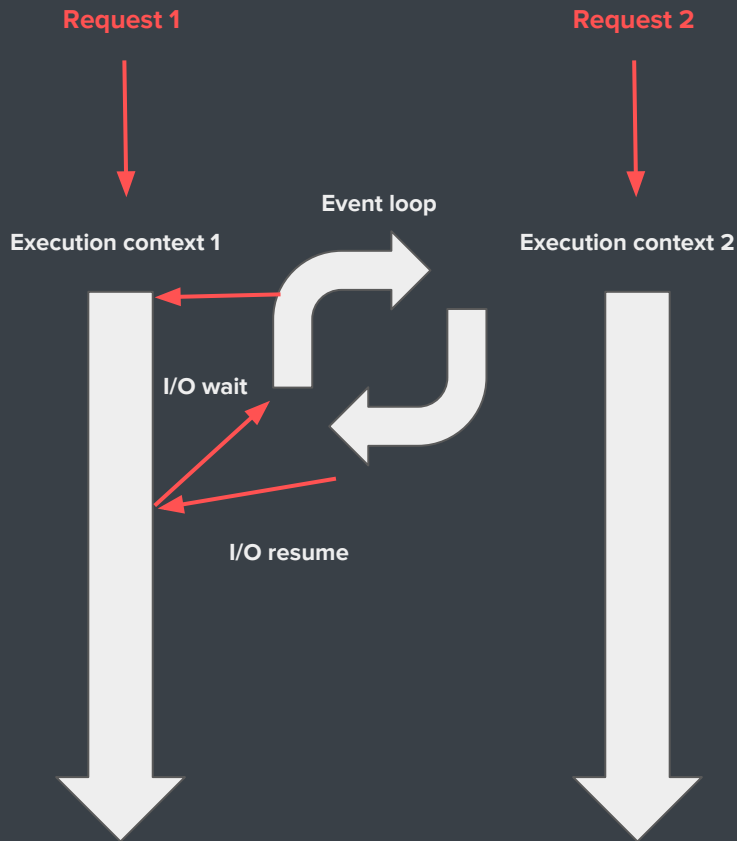 Request 1
Request 2
Event loop
Execution context 1
Execution context 2
I/O wait
I/O resume